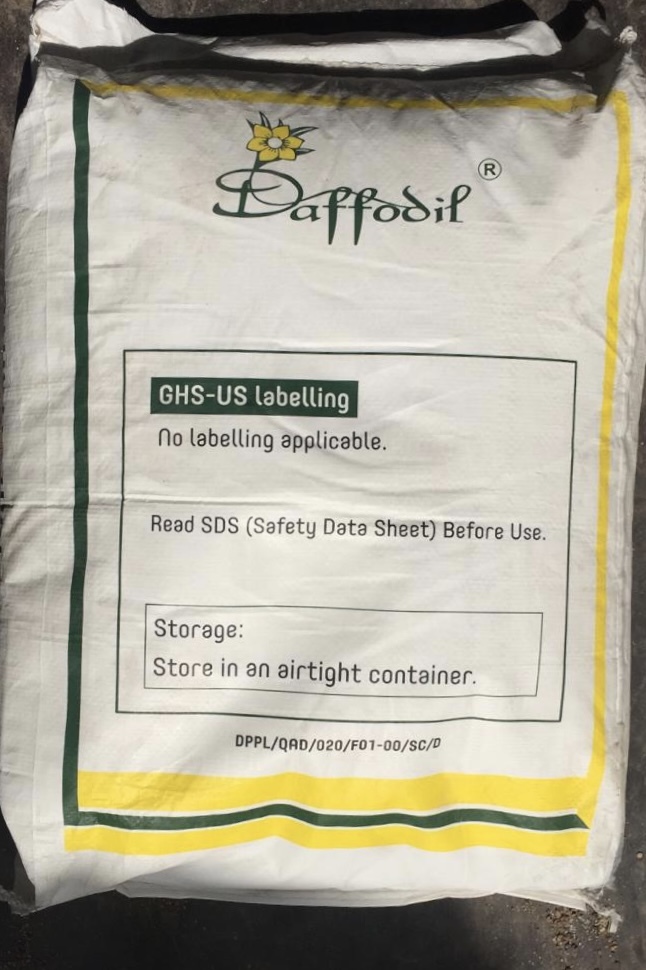 Daffodil ®
GHS-US labelling
No labelling applicable.
Read SDS (Safety Data Sheet) Before Use.
Storage:
Store in an airtight container.
DPPL/QAD/020/F01-00/SC/D